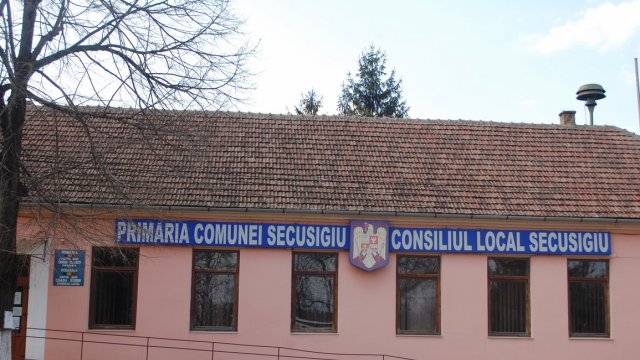 PRIMĂRIA COMUNEI SECUSIGIU
CONSILIUL LOCAL SECUSIGIU